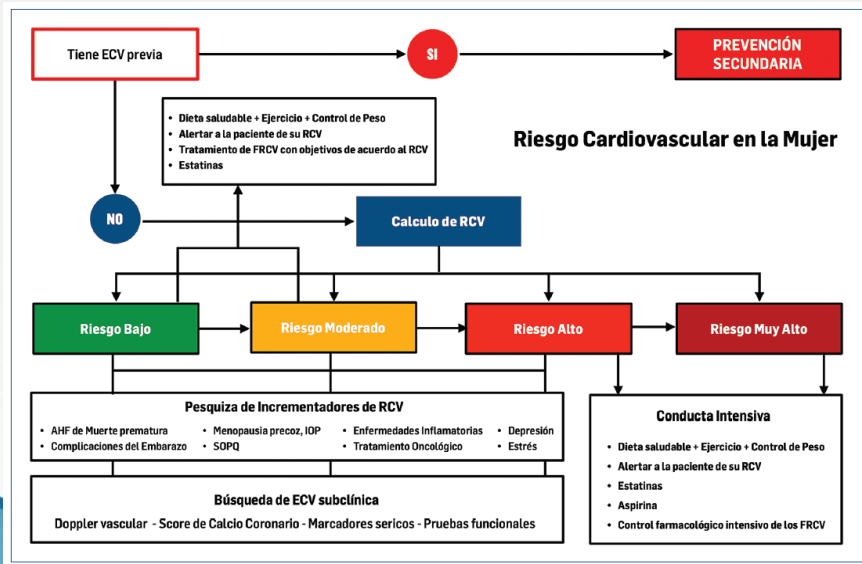 Tiene ECV previa
SI
PREVENCIÓN
SECUNDARIA
• Dieta saludable + Ejercicio + Control de Peso
• Alertar a la paciente de su RCV
• Tratamiento de FRCV con objetivos de acuerdo al RCV
• Estatinas
Riesgo Cardiovascular en la Mujer
NO
Calculo de RCV
Riesgo Bajo
Riesgo Moderado
Riesgo Alto
Riesgo Muy Alto
Pesquiza de Incrementadores de RCV
• AHF de Muerte prematura
• Complicaciones del Embarazo
• Menopausia precoz, IOP
• SOPQ
• Enfermedades Inflamatorias
• Tratamiento Oncológico
• Depresión
• Estrés
Búsqueda de ECV subclínica
Doppler vascular - Score de Calcio Coronario - Marcadores sericos - Pruebas funcionales
Conducta Intensiva
• Dieta saludable + Ejercicio + Control de Peso
• Alertar a la paciente de su RCV
• Estatinas
• Aspirina
• Control farmacológico intensivo de los FRCV